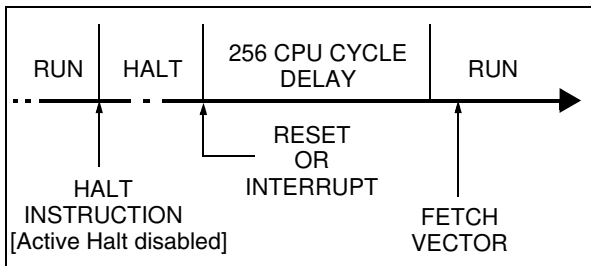 RUN
HALT
256 CPU CYCLE
DELAY
RUN
RESET
OR
INTERRUPT
HALT
INSTRUCTION
[Active Halt disabled]
FETCH
VECTOR